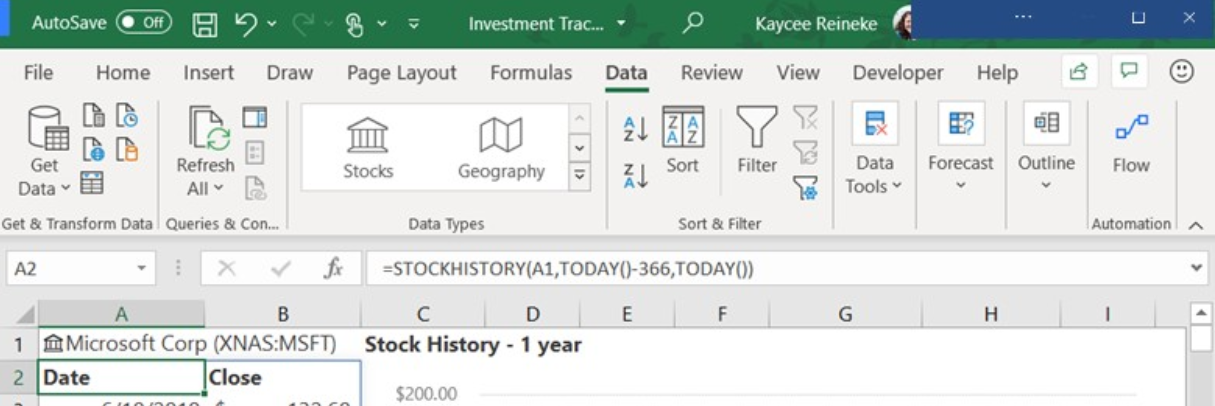 AutoSave Off Investment Trac... Kaycee Reineke
File Home Insert Draw Page Layout Formulas Data Review View Developer Help
Get Data
Refresh All
Stocks
Geography
Sort
Filter
Data Tools
Forecast
Outline
Flow
Get & Transform Data Queries & Con... Data Types Sort & Filter Automation
A2 fx =STOCKHISTORY(A1,TODAY()-366,TODAY())
A B C D E F G H I
1 Microsoft Corp (XNAS:MSFT) Stock History - 1 year
2 Date Close
$200.00